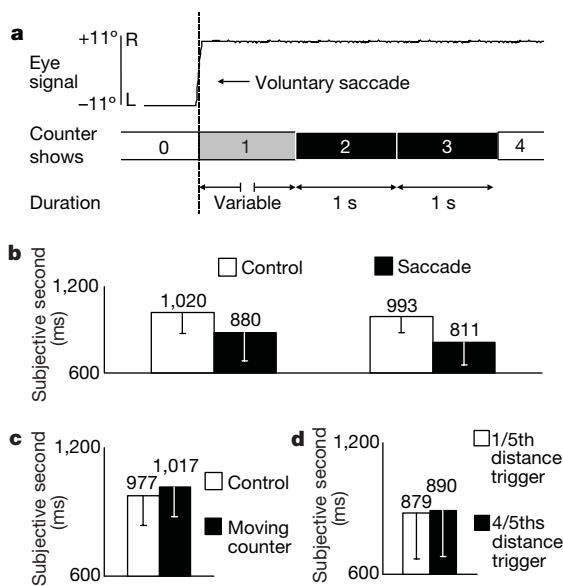 a
+11° R
Eye
signal
Voluntary saccade
−11° L
Counter
shows
0 1 2 3 4
Duration
Variable 1 s 1 s
b
Control Saccade
Subjective second
(ms)
1,200
600
1,020
880
993
811
c
Subjective second
(ms)
1,200
600
977
1,017
Control
Moving
counter
d
Subjective second
(ms)
1,200
600
879
890
1/5th
distance
trigger
4/5ths
distance
trigger